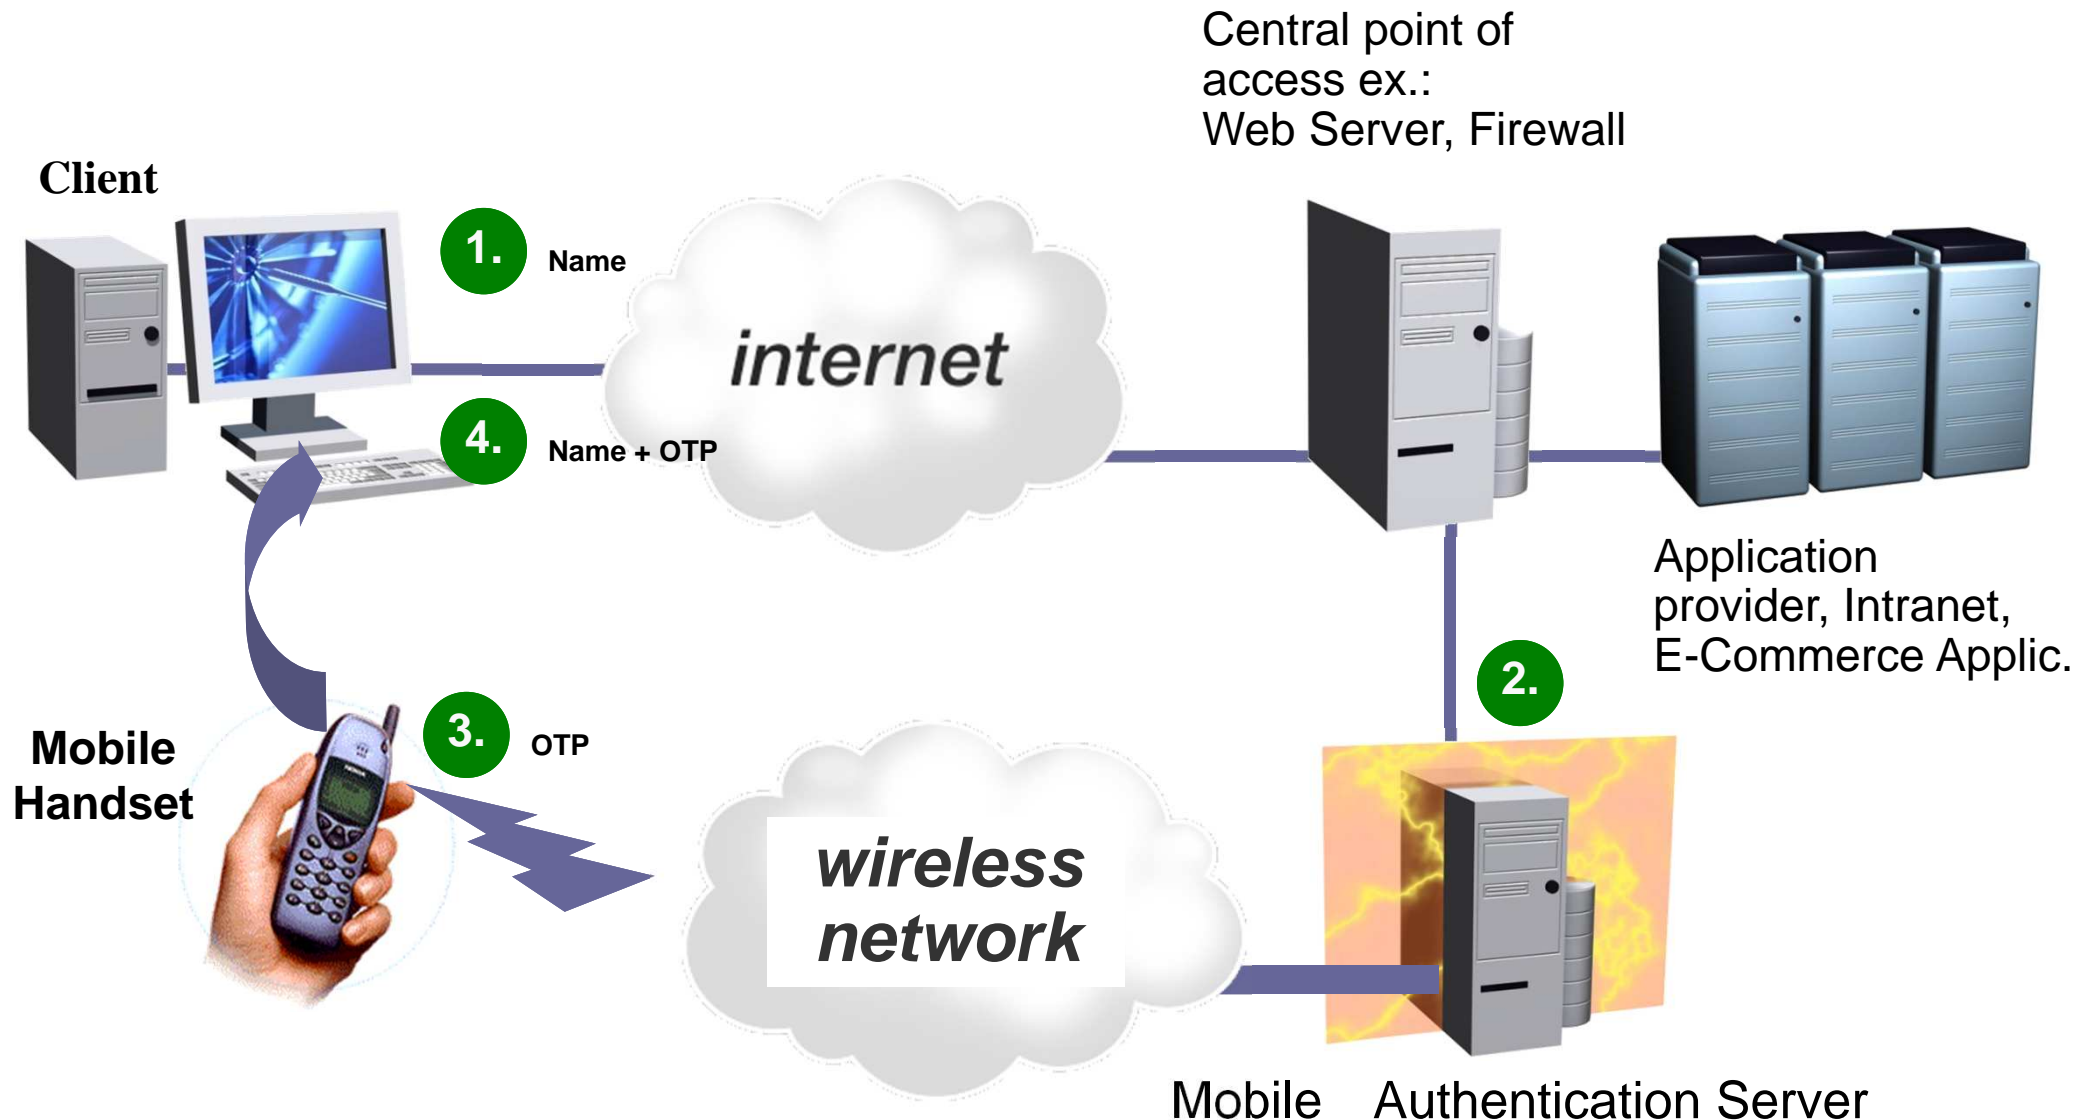 Central point of
access ex.:
Web Server, Firewall
Client
1.
Name
internet
4.
Name + OTP
Application
provider, Intranet,
E-Commerce Applic.
2.
3.
OTP
Mobile
Handset
NOKIA
wireless
network
Mobile Authentication Server